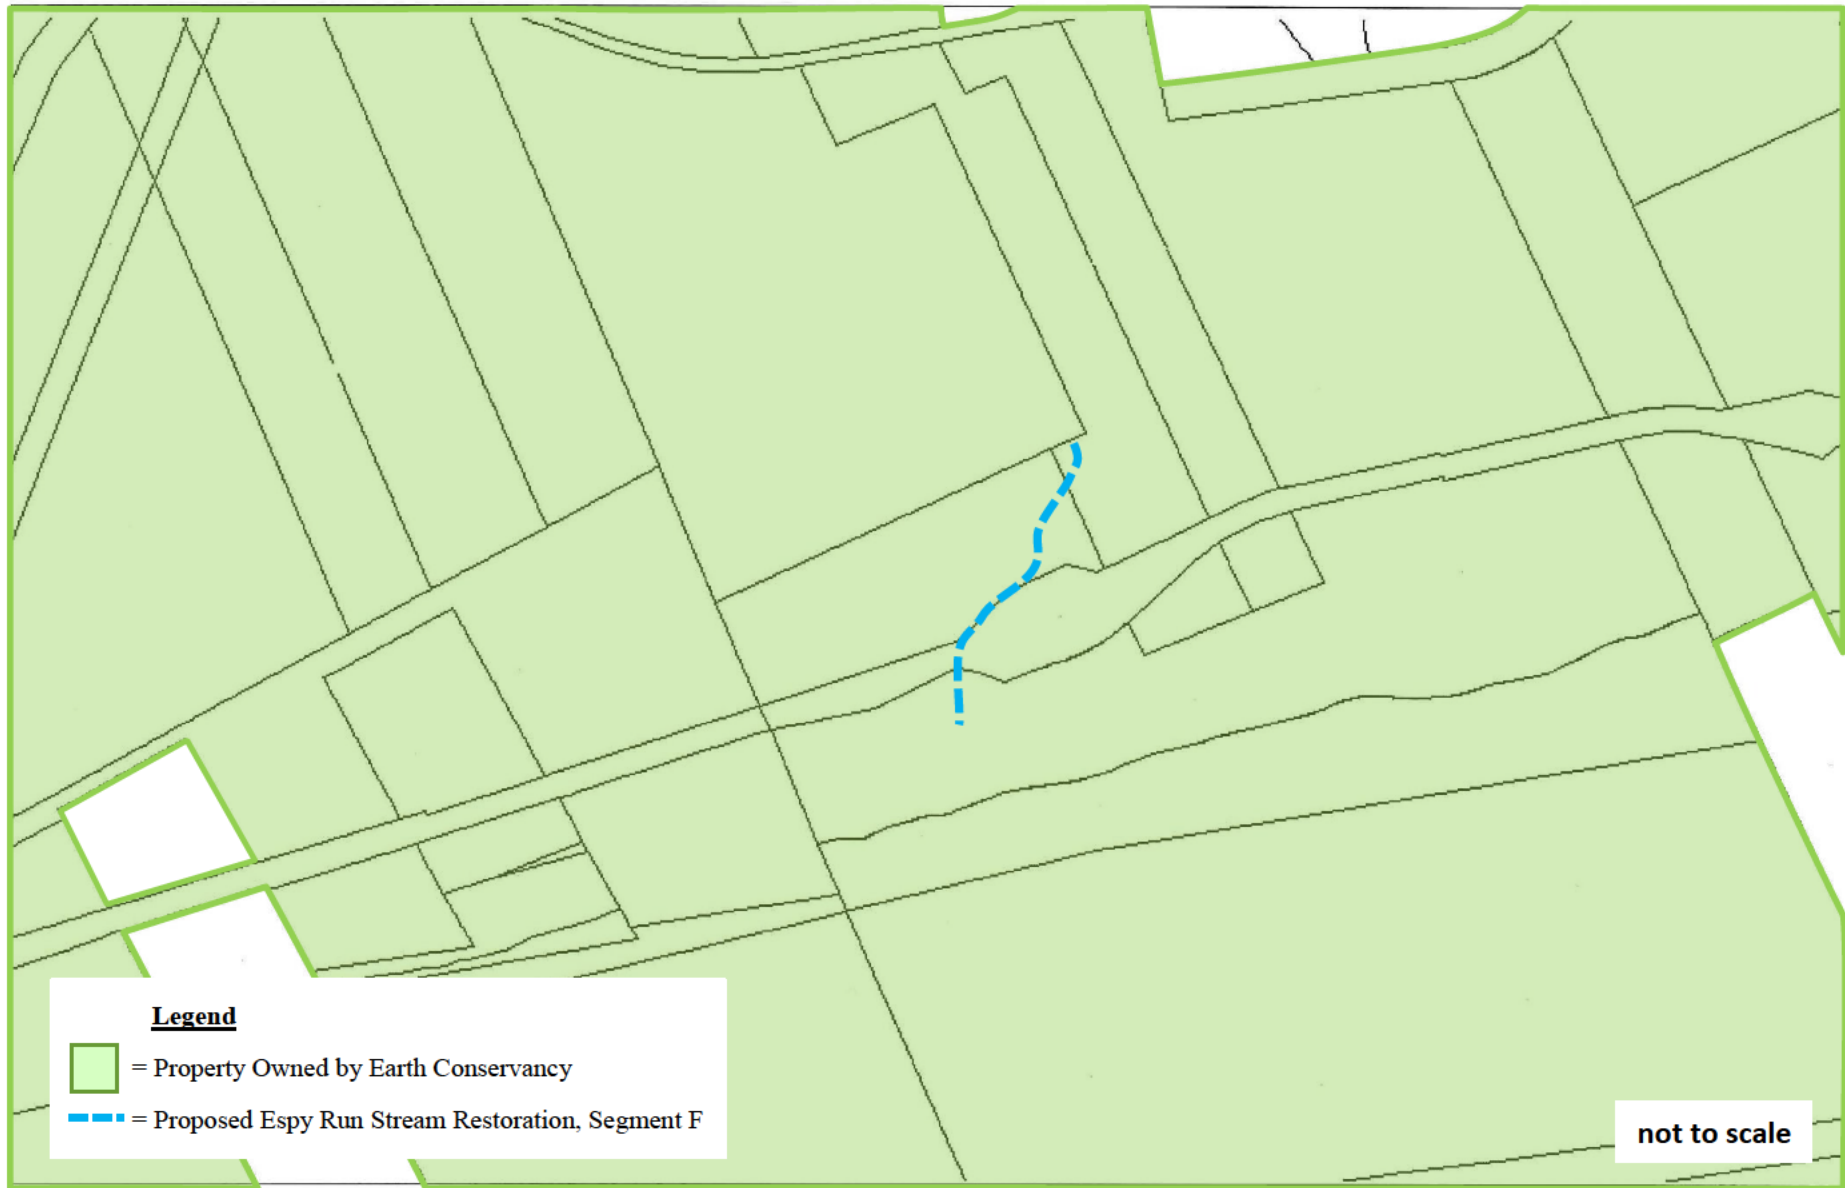 Legend
= Property Owned by Earth Conservancy
= Proposed Espy Run Stream Restoration, Segment F
not to scale